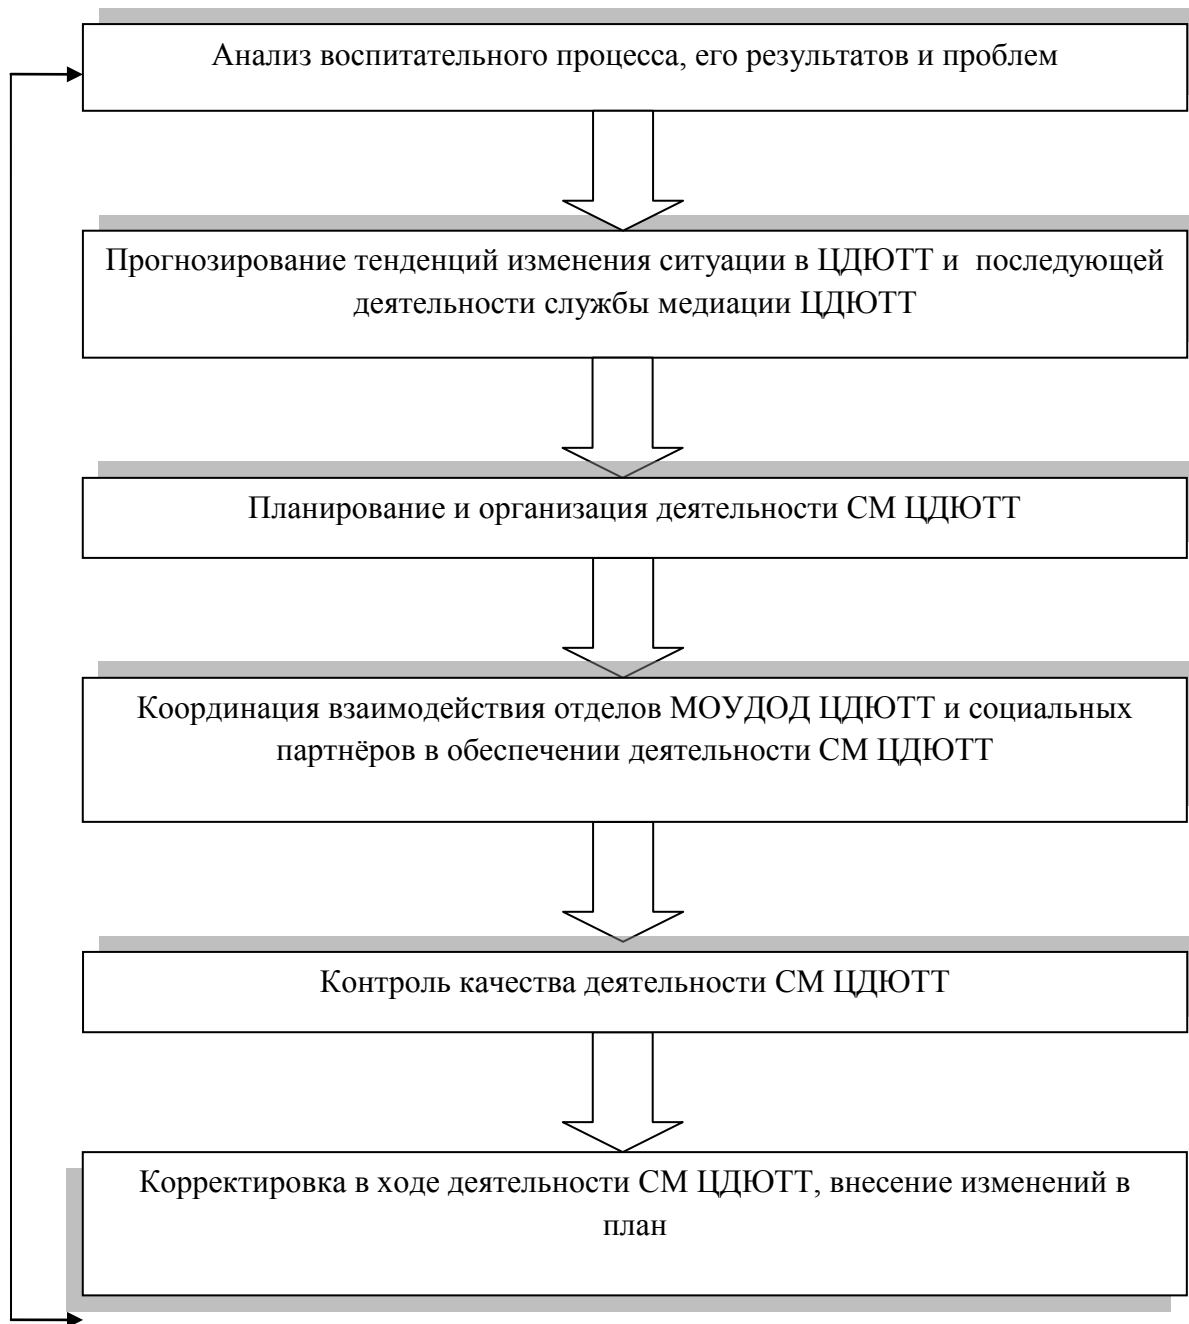 Анализ воспитательного процесса, его результатов и проблем
Прогнозирование тенденций изменения ситуации в ЦДЮТТ и последующей
деятельности службы медиации ЦДЮТТ
Планирование и организация деятельности СМ ЦДЮТТ
Координация взаимодействия отделов МОУДОД ЦДЮТТ и социальных
партнёров в обеспечении деятельности СМ ЦДЮТТ
Контроль качества деятельности СМ ЦДЮТТ
Корректировка в ходе деятельности СМ ЦДЮТТ, внесение изменений в
план